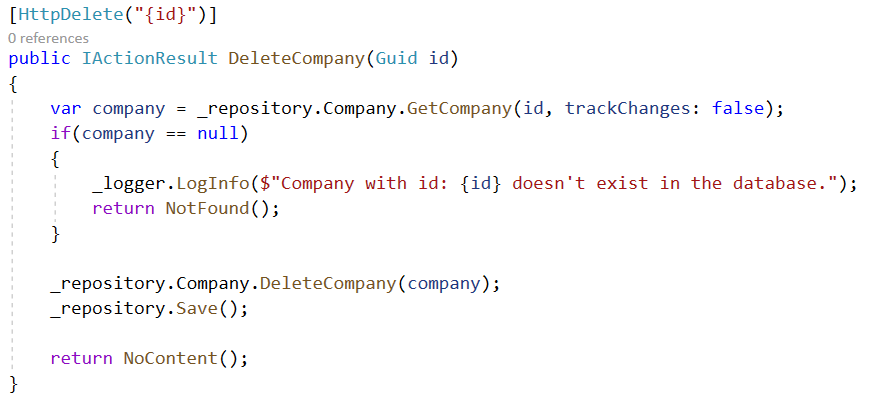 [HttpDelete("{id}")]
0 references
public IActionResult DeleteCompany(Guid id)
{
    var company = _repository.Company.GetCompany(id, trackChanges: false);
    if(company == null)
    {
        _logger.LogInfo($"Company with id: {id} doesn't exist in the database.");
        return NotFound();
    }

    _repository.Company.DeleteCompany(company);
    _repository.Save();

    return NoContent();
}